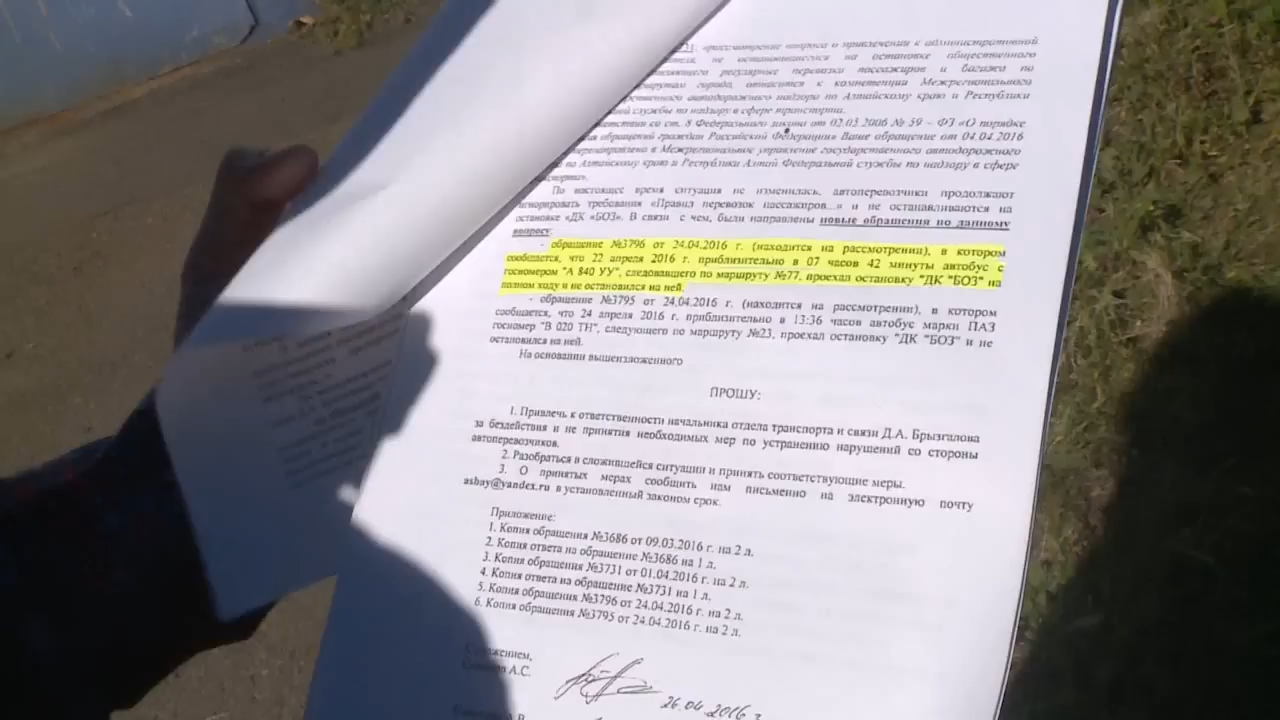 «рассмотрение вопроса о привлечении к административной
не остановившегося на остановке общественного
регулярные перевозки пассажиров и багажа по
города, относится к компетенции Межрегионального
автодорожного надзора по Алтайскому краю и Республики
службы по надзору в сфере транспорта.
со ст. 8 Федерального закона от 02.05.2006 № 59 – ФЗ «О порядке
обращений граждан Российской Федерации» Ваше обращение от 04.04.2016
в Межрегиональное управление государственного автодорожного
по Алтайскому краю и Республики Алтай Федеральной службы по надзору в сфере
По настоящее время ситуация не изменилась, автоперевозчики продолжают
игнорировать требования «Правил перевозок пассажиров...» и не останавливаются на
остановке «ДК «БОЗ». В связи с чем, были направлены новые обращения по данному
вопросу:
- обращение №3796 от 24.04.2016 г. (находится на рассмотрении), в котором
сообщается, что 22 апреля 2016 г. приблизительно в 07 часов 42 минуты автобус с
госномером "А 840 УУ", следовавшего по маршруту №77, проехал остановку "ДК "БОЗ" на
полном ходу и не остановился на ней.
- обращение №3795 от 24.04.2016 г. (находится на рассмотрении), в котором
сообщается, что 24 апреля 2016 г. приблизительно в 13:36 часов автобус марки ПАЗ
госномер "В 020 ТН", следующего по маршруту №23, проехал остановку "ДК "БОЗ" и не
остановился на ней.
На основании вышеизложенного
ПРОШУ:
1. Привлечь к ответственности начальника отдела транспорта и связи Д.А. Брызгалова
за бездействия и не принятия необходимых мер по устранению нарушений со стороны
автоперевозчиков.
2. Разобраться в сложившейся ситуации и принять соответствующие меры.
3. О принятых мерах сообщить нам письменно на электронную почту
asbay@yandex.ru в установленный законом срок.
Приложение:
1. Копия обращения №3686 от 09.03.2016 г. на 2 л.
2. Копия ответа на обращение №3686 на 1 л.
3. Копия обращения №3731 от 01.04.2016 г. на 2 л.
4. Копия ответа на обращение №3731 на 1 л.
5. Копия обращения №3796 от 24.04.2016 г. на 2 л.
6. Копия обращения №3795 от 24.04.2016 г. на 2 л.
А.С.
26.04.2016 г.